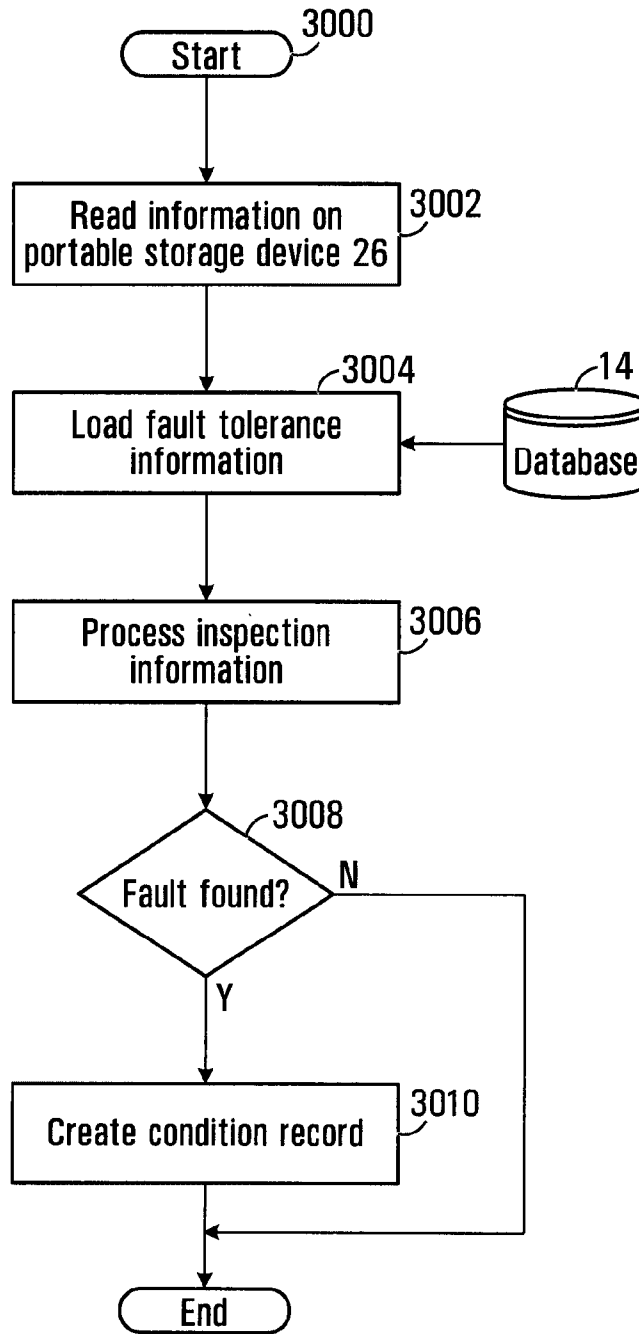 Start
3000
Read information on
portable storage device 26
3002
3004
Load fault tolerance
information
14
Database
Process inspection
information
3006
3008
Fault found?
N
Y
Create condition record
3010
End